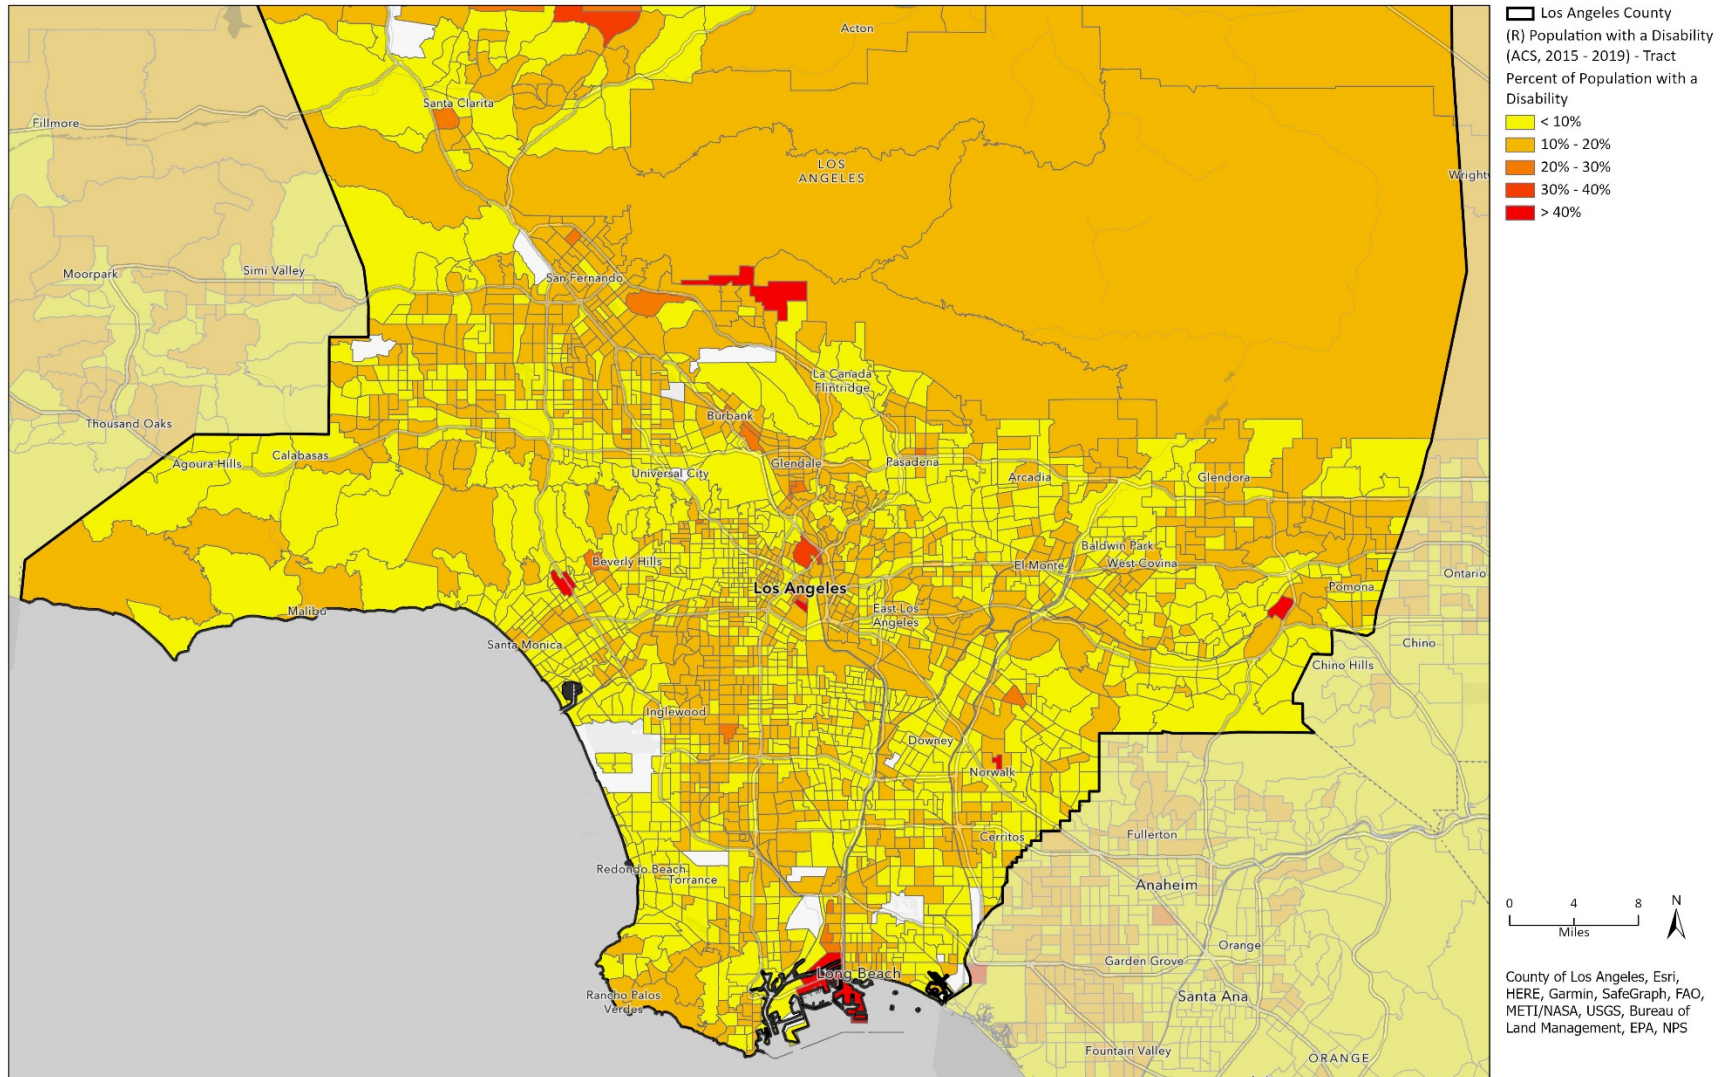 Los Angeles County
(R) Population with a Disability
(ACS, 2015 - 2019) - Tract
Percent of Population with a
Disability
< 10%
10% - 20%
20% - 30%
30% - 40%
> 40%
Acton
Santa Clarita
Fillmore
LOS
ANGELES
Wrightw
Moorpark
Simi Valley
San Fernando
La Canada
Flintridge
Thousand Oaks
Burbank
Agoura Hills
Calabasas
Universal City
Glendale
Pasadena
Arcadia
Glendora
Baldwin Park
Beverly Hills
El Monte
West Covina
Ontario
Los Angeles
Pomona
Malibu
East Los
Angeles
Santa Monica
Chino
Chino Hills
Inglewood
Downey
Norwalk
Cerritos
Fullerton
Redondo Beach
Torrance
Anaheim
Orange
Garden Grove
Long Beach
Rancho Palos
Verdes
Santa Ana
Fountain Valley
ORANGE
0 4 8
Miles
N
County of Los Angeles, Esri,
HERE, Garmin, SafeGraph, FAO,
METI/NASA, USGS, Bureau of
Land Management, EPA, NPS